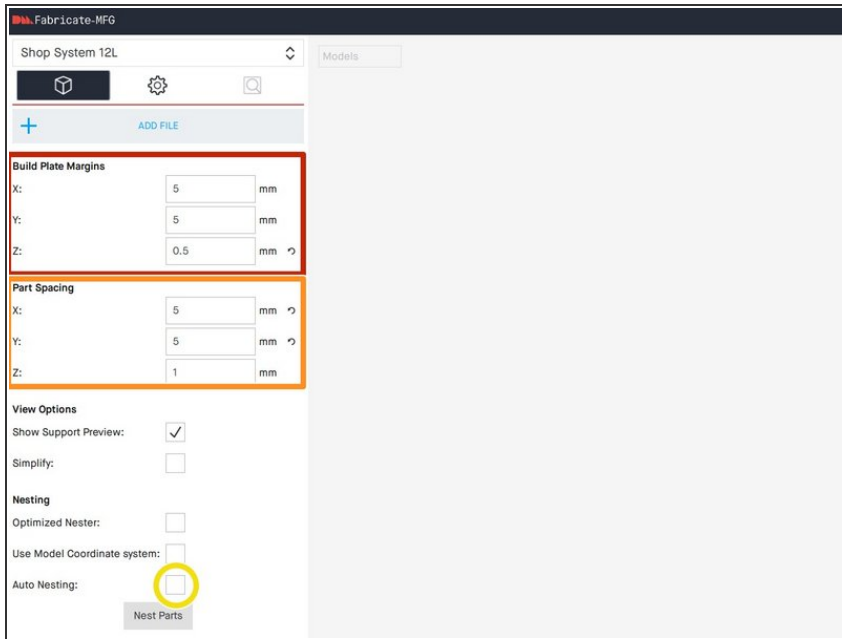 DM. Fabricate-MFG
Shop System 12L
Models
ADD FILE
Build Plate Margins
X: 5 mm
Y: 5 mm
Z: 0.5 mm
Part Spacing
X: 5 mm
Y: 5 mm
Z: 1 mm
View Options
Show Support Preview:
Simplify:
Nesting
Optimized Nester:
Use Model Coordinate system:
Auto Nesting:
Nest Parts